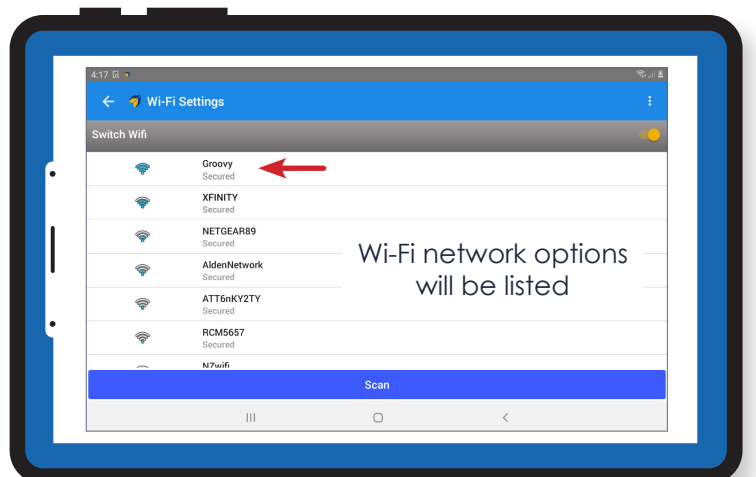 4:17
Wi-Fi Settings
Switch Wifi
Groovy
Secured
XFINITY
Secured
NETGEAR89
Secured
AldenNetwork
Secured
ATT6nKY2TY
Secured
RCM5657
Secured
NZwifi
Wi-Fi network options
will be listed
Scan